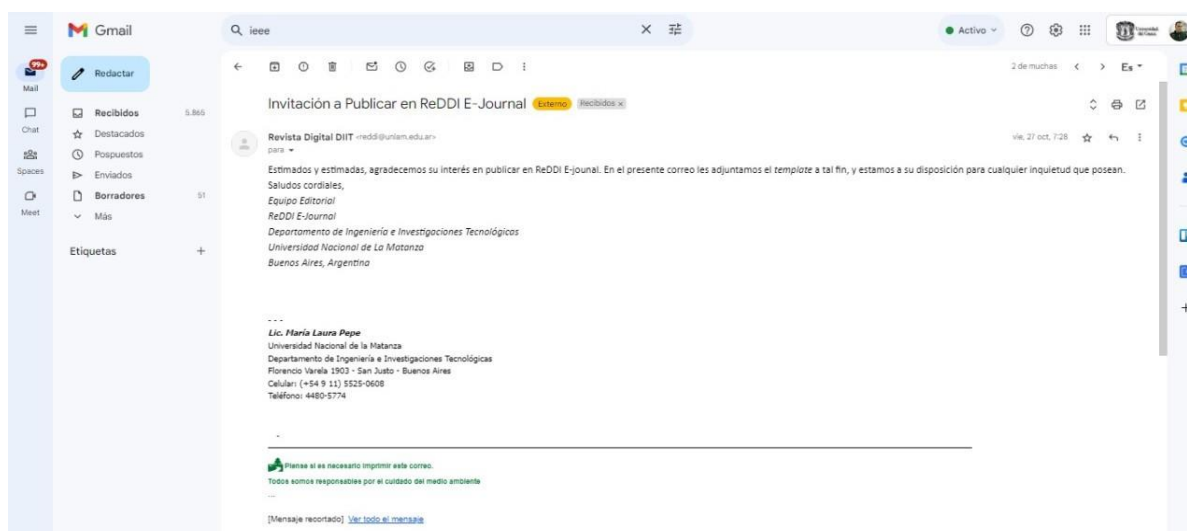 Gmail
ieee
Activo
99+
Mail
Chat
Spaces
Meet
Redactar
Recibidos 5.865
Destacados
Pospuestos
Enviados
Borradores 51
Más
Etiquetas
2 de muchas
Es
Invitación a Publicar en ReDDI E-Journal Externo Recibidos x
Revista Digital DIIT <reddi@unlam.edu.ar> vie, 27 oct, 7:28
para
Estimados y estimadas, agradecemos su interés en publicar en ReDDI E-jounal. En el presente correo les adjuntamos el template a tal fin, y estamos a su disposición para cualquier inquietud que posean.
Saludos cordiales,
Equipo Editorial
ReDDI E-Journal
Departamento de Ingeniería e Investigaciones Tecnológicas
Universidad Nacional de La Matanza
Buenos Aires, Argentina
- - -
Lic. María Laura Pepe
Universidad Nacional de la Matanza
Departamento de Ingeniería e Investigaciones Tecnológicas
Florencio Varela 1903 - San Justo - Buenos Aires
Celular: (+54 9 11) 5525-0608
Teléfono: 4480-5774
-
Piense si es necesario imprimir este correo.
Todos somos responsables por el cuidado del medio ambiente
...
[Mensaje recortado] Ver todo el mensaje